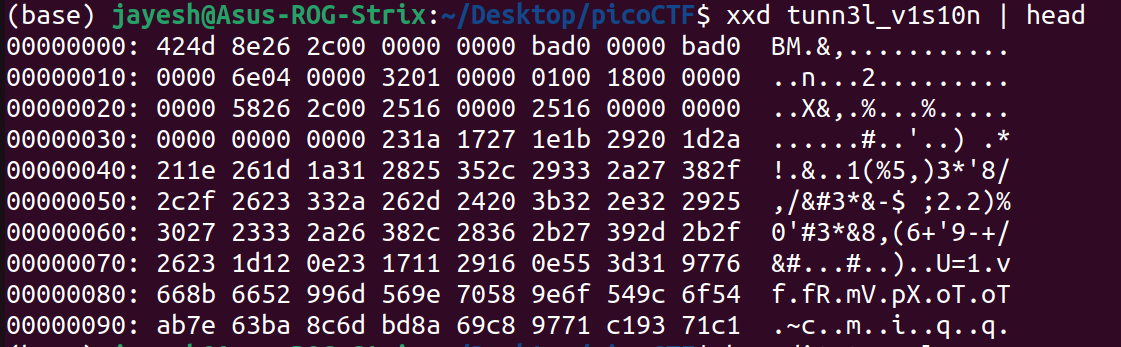 (base) jayesh@Asus-ROG-Strix:~/Desktop/picoCTF$ xxd tunn3l_v1s10n | head
00000000: 424d 8e26 2c00 0000 0000 bad0 0000 bad0  BM.&,...........
00000010: 0000 6e04 0000 3201 0000 0100 1800 0000  ..n...2.........
00000020: 0000 5826 2c00 2516 0000 2516 0000 0000  ..X&,.%...%.....
00000030: 0000 0000 0000 231a 1727 1e1b 2920 1d2a  ......#..'..) .*
00000040: 211e 261d 1a31 2825 352c 2933 2a27 382f  !.&..1(%5,)3*'8/
00000050: 2c2f 2623 332a 262d 2420 3b32 2e32 2925  ,/&#3*&-$ ;2.2)%
00000060: 3027 2333 2a26 382c 2836 2b27 392d 2b2f  0'#3*&8,(6+'9-+/
00000070: 2623 1d12 0e23 1711 2916 0e55 3d31 9776  &#...#..)..U=1.v
00000080: 668b 6652 996d 569e 7058 9e6f 549c 6f54  f.fR.mV.pX.oT.oT
00000090: ab7e 63ba 8c6d bd8a 69c8 9771 c193 71c1  .~c..m..i..q..q.